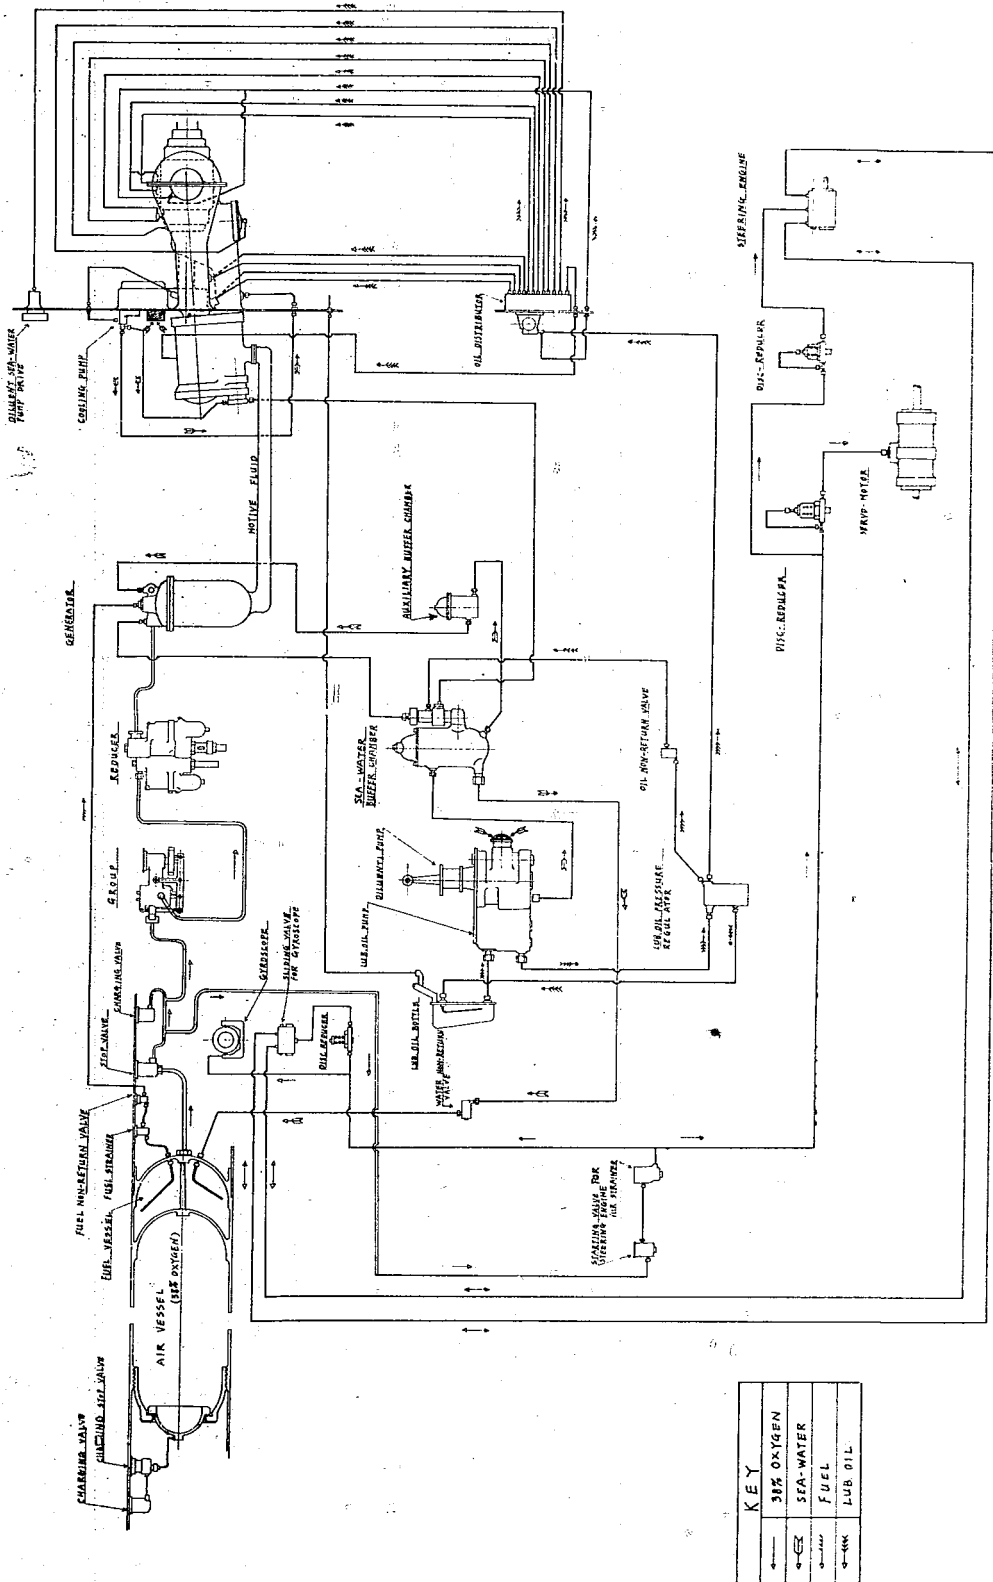 DILUENT SEA-WATER
PUMP DRIVE
COOLING PUMP
OIL DISTRIBUTOR
STEERING ENGINE
DISC-REDUCER
SERVO-MOTOR
DISC-REDUCER
MOTIVE FLUID
GENERATOR
AUXILIARY BUFFER CHAMBER
REDUCER
SEA-WATER
BUFFER CHAMBER
OIL NON-RETURN VALVE
GROUP
DILUENT PUMP
LUB. OIL PUMP
LUB. OIL PRESSURE
REGULATOR
CHARGING VALVE
STOP VALVE
GYROSCOPE
SLIDING VALVE
FOR GYROSCOPE
DISC REDUCER
LUB. OIL BOTTLE
WATER NON-RETURN
VALVE
FUEL NON-RETURN VALVE
FUEL STRAINER
FUEL VESSEL
STARTING VALVE FOR
STEERING ENGINE
AIR STRAINER
AIR VESSEL
(38% OXYGEN)
CHARGING STOP VALVE
CHARGING VALVE
KEY
38% OXYGEN
SEA-WATER
FUEL
LUB. OIL